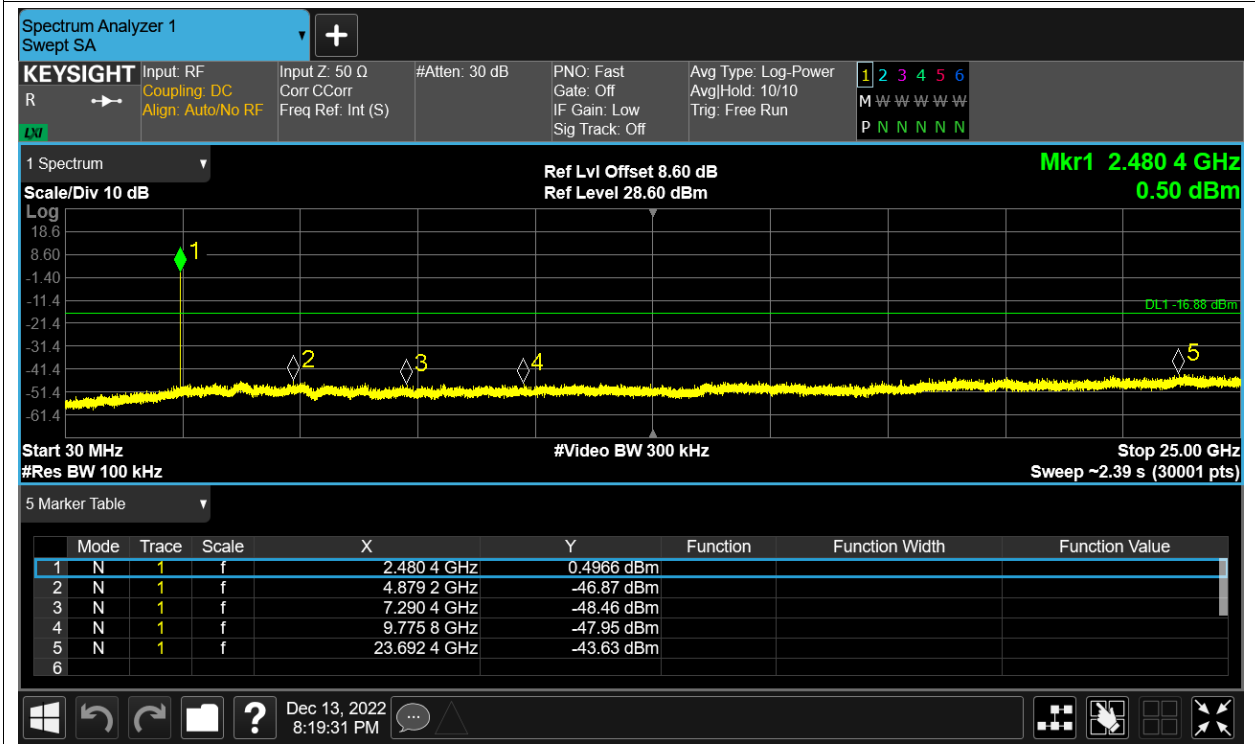 Spectrum Analyzer 1
Swept SA
KEYSIGHT Input: RF Input Z: 50 Ω #Atten: 30 dB PNO: Fast Avg Type: Log-Power 1 2 3 4 5 6
R Coupling: DC Corr CCorr Gate: Off Avg|Hold: 10/10 M W W W W W
Align: Auto/No RF Freq Ref: Int (S) IF Gain: Low Trig: Free Run
LXI Sig Track: Off P N N N N N
1 Spectrum Ref Lvl Offset 8.60 dB Mkr1 2.480 4 GHz
Scale/Div 10 dB Ref Level 28.60 dBm 0.50 dBm
Log
18.6
8.60 1
-1.40
-11.4 DL1 -16.88 dBm
-21.4
-31.4
-41.4 2 3 4 5
-51.4
-61.4
Start 30 MHz #Video BW 300 kHz Stop 25.00 GHz
#Res BW 100 kHz Sweep ~2.39 s (30001 pts)
5 Marker Table
Mode Trace Scale X Y Function Function Width Function Value
1 N 1 f 2.480 4 GHz 0.4966 dBm
2 N 1 f 4.879 2 GHz -46.87 dBm
3 N 1 f 7.290 4 GHz -48.46 dBm
4 N 1 f 9.775 8 GHz -47.95 dBm
5 N 1 f 23.692 4 GHz -43.63 dBm
6
? Dec 13, 2022
8:19:31 PM